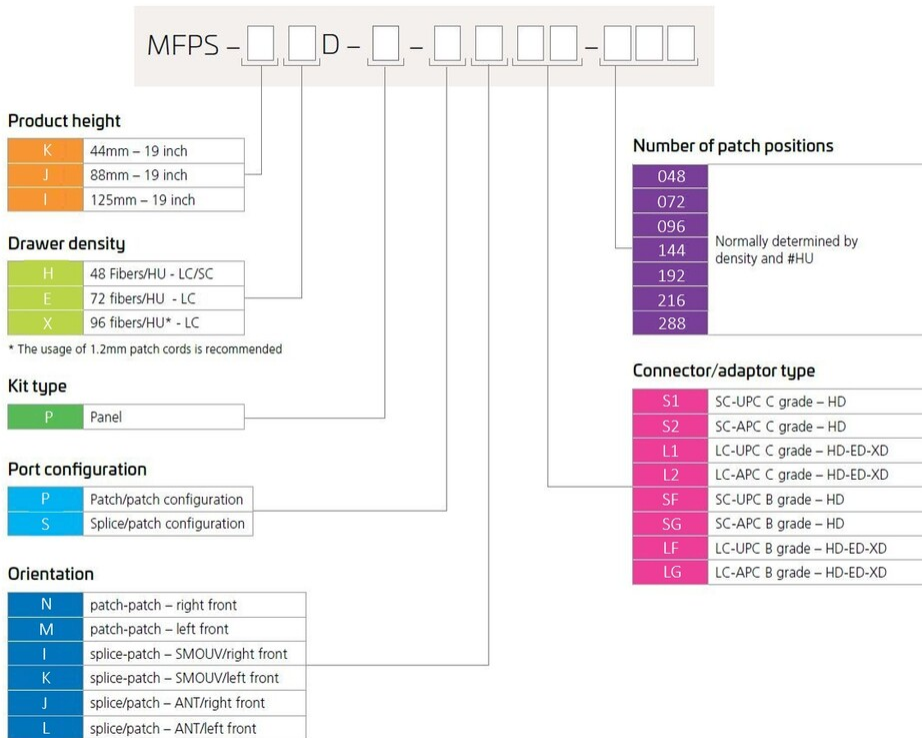 MFPS – D – – –
Product height
K 44mm – 19 inch
J 88mm – 19 inch
I 125mm – 19 inch
Drawer density
H 48 Fibers/HU - LC/SC
E 72 fibers/HU - LC
X 96 fibers/HU* - LC
* The usage of 1.2mm patch cords is recommended
Kit type
P Panel
Port configuration
P Patch/patch configuration
S Splice/patch configuration
Orientation
N patch-patch – right front
M patch-patch – left front
I splice-patch – SMOUV/right front
K splice-patch – SMOUV/left front
J splice/patch – ANT/right front
L splice/patch – ANT/left front
Number of patch positions
048
072
096
144
192
216
288
Normally determined by
density and #HU
Connector/adaptor type
S1 SC-UPC C grade – HD
S2 SC-APC C grade – HD
L1 LC-UPC C grade – HD-ED-XD
L2 LC-APC C grade – HD-ED-XD
SF SC-UPC B grade – HD
SG SC-APC B grade – HD
LF LC-UPC B grade – HD-ED-XD
LG LC-APC B grade – HD-ED-XD